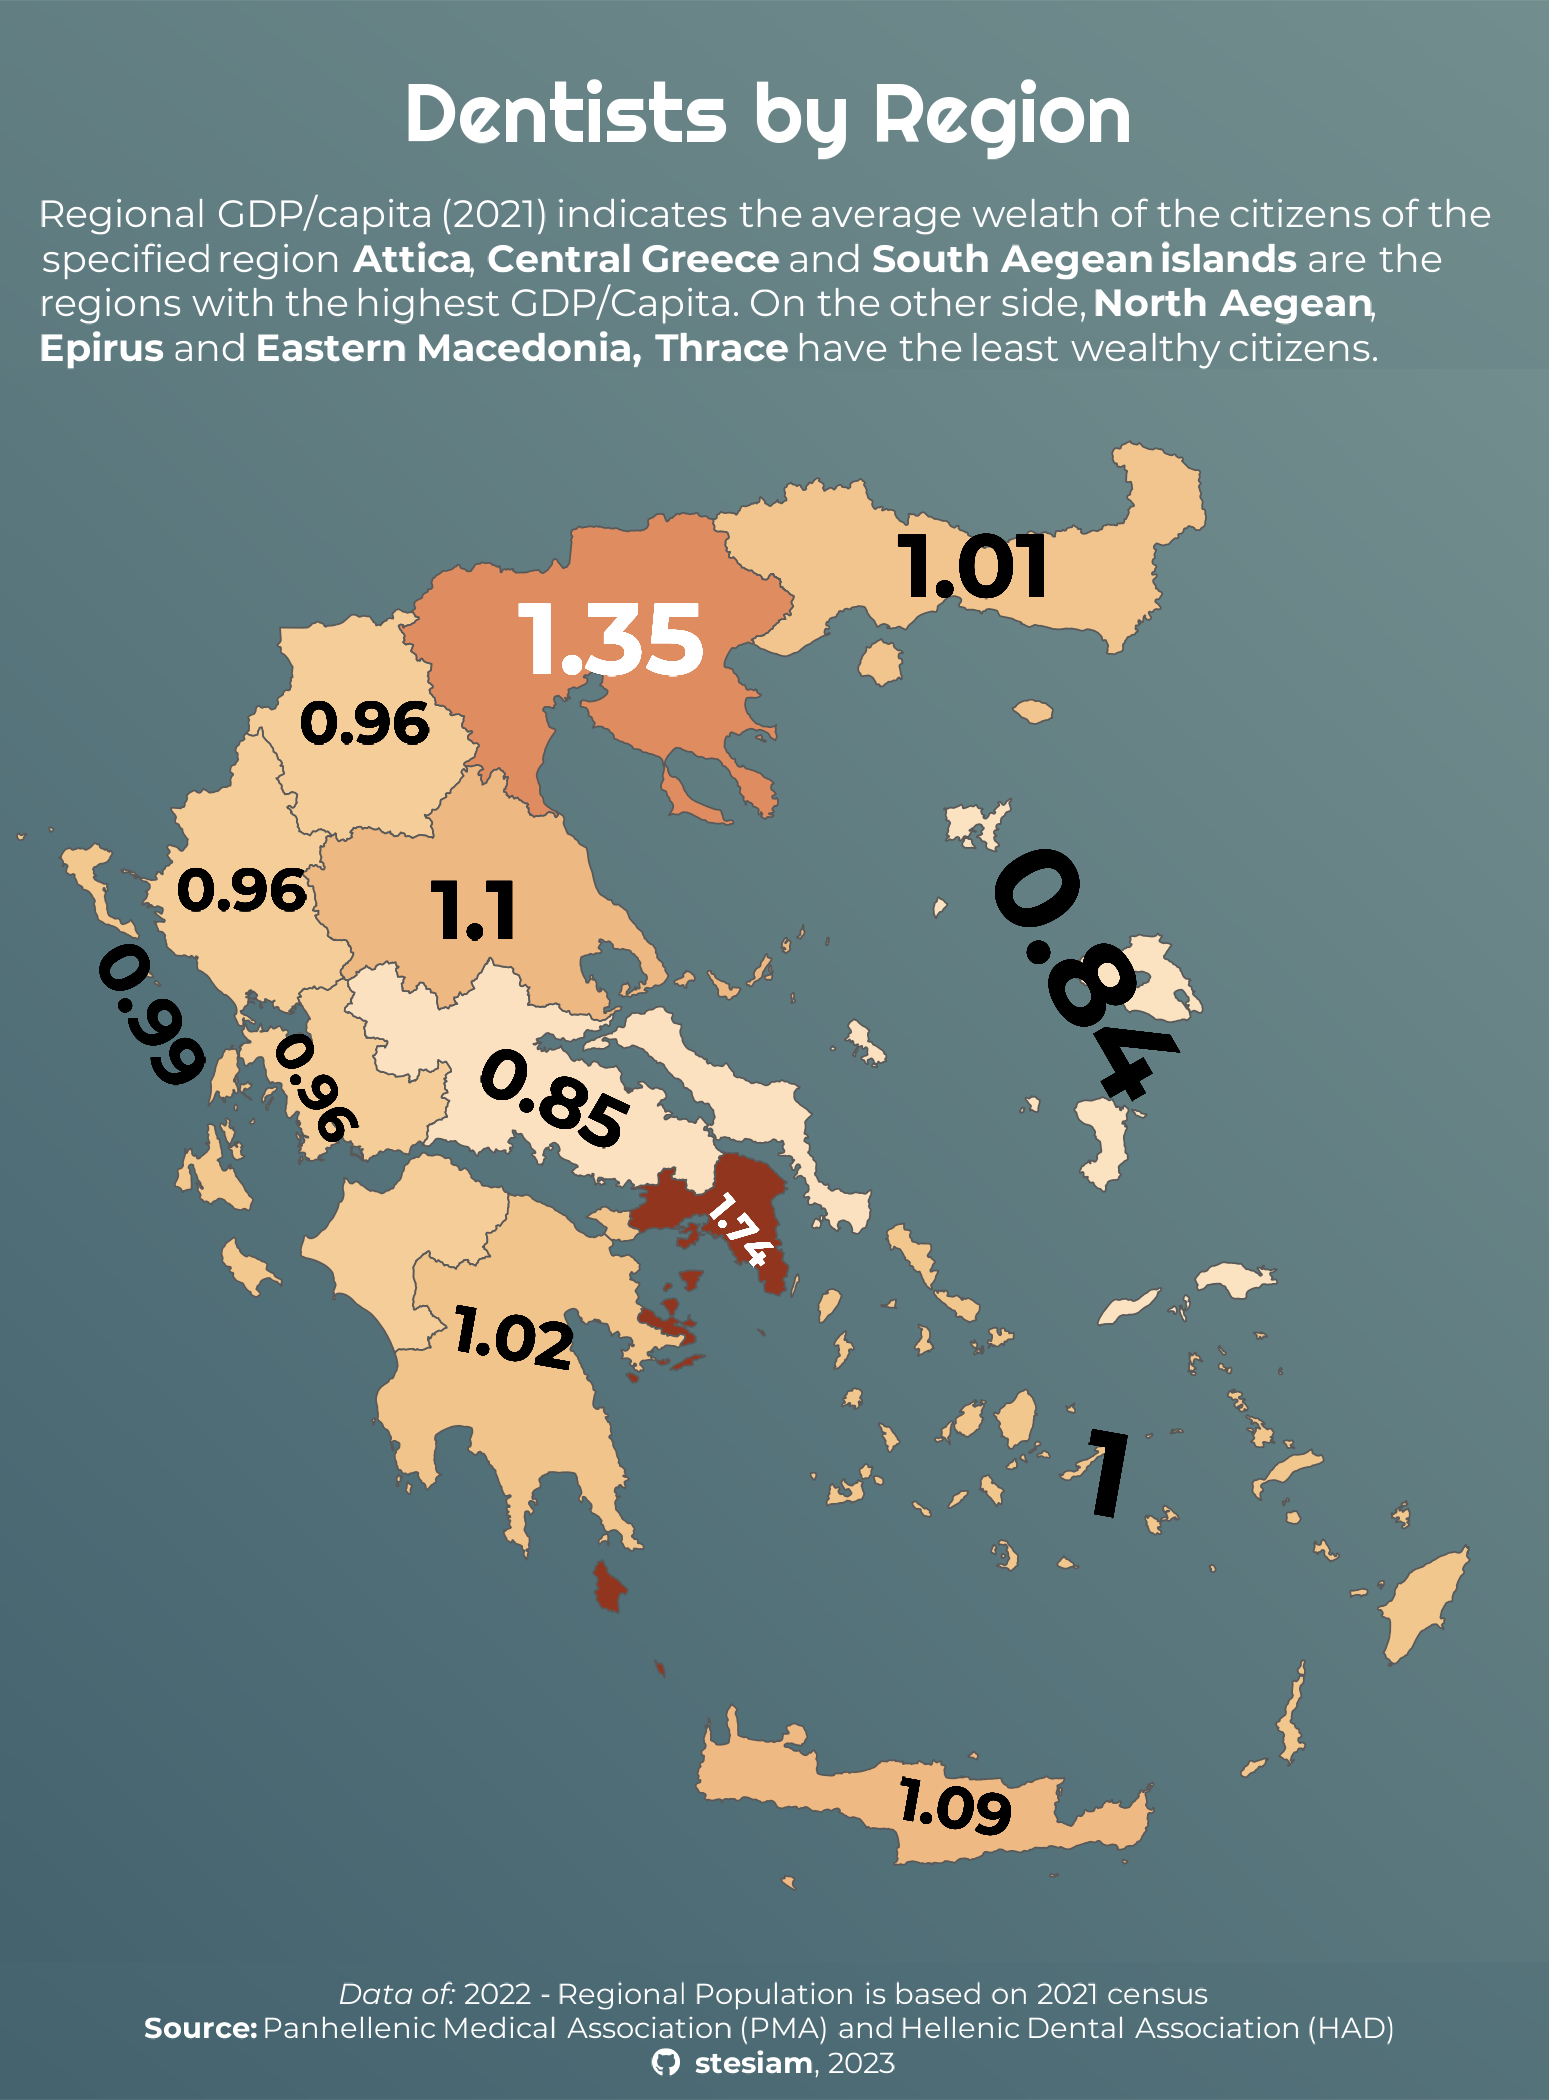 Dentists by Region
Regional GDP/capita (2021) indicates the average welath of the citizens of the
specified region Attica, Central Greece and South Aegean islands are the
regions with the highest GDP/Capita. On the other side, North Aegean,
Epirus and Eastern Macedonia, Thrace have the least wealthy citizens.
1.01
1.35
0.96
0.96
1.1
0.84
0.99
0.96
0.85
1.74
1.02
1
1.09
Data of: 2022 - Regional Population is based on 2021 census
Source: Panhellenic Medical Association (PMA) and Hellenic Dental Association (HAD)
stesiam, 2023